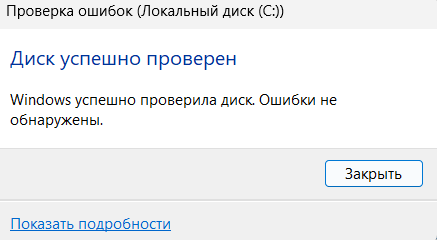 Проверка ошибок (Локальный диск (C:))
Диск успешно проверен
Windows успешно проверила диск. Ошибки не
обнаружены.
Закрыть
Показать подробности